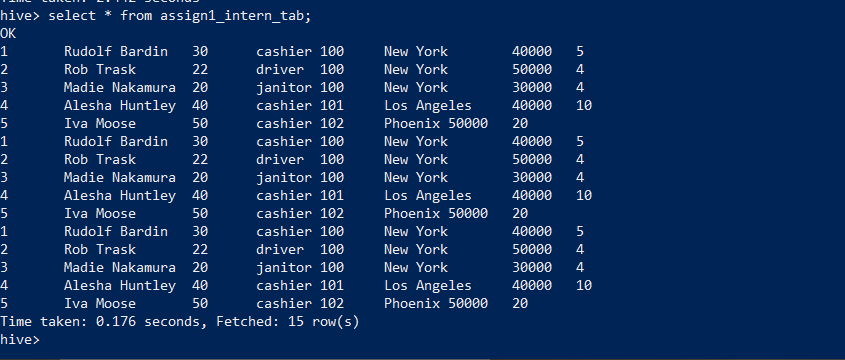 hive> select * from assign1_intern_tab;
OK
1	Rudolf Bardin	30	cashier	100	New York	40000	5
2	Rob Trask	22	driver	100	New York	50000	4
3	Madie Nakamura	20	janitor	100	New York	30000	4
4	Alesha Huntley	40	cashier	101	Los Angeles	40000	10
5	Iva Moose	50	cashier	102	Phoenix	50000	20
1	Rudolf Bardin	30	cashier	100	New York	40000	5
2	Rob Trask	22	driver	100	New York	50000	4
3	Madie Nakamura	20	janitor	100	New York	30000	4
4	Alesha Huntley	40	cashier	101	Los Angeles	40000	10
5	Iva Moose	50	cashier	102	Phoenix	50000	20
1	Rudolf Bardin	30	cashier	100	New York	40000	5
2	Rob Trask	22	driver	100	New York	50000	4
3	Madie Nakamura	20	janitor	100	New York	30000	4
4	Alesha Huntley	40	cashier	101	Los Angeles	40000	10
5	Iva Moose	50	cashier	102	Phoenix	50000	20
Time taken: 0.176 seconds, Fetched: 15 row(s)
hive>